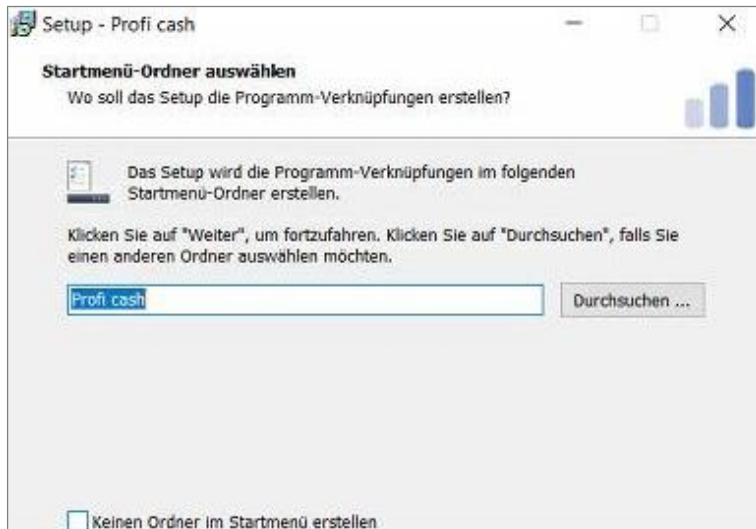 Setup - Profi cash
Startmenü-Ordner auswählen
Wo soll das Setup die Programm-Verknüpfungen erstellen?
Das Setup wird die Programm-Verknüpfungen im folgenden
Startmenü-Ordner erstellen.
Klicken Sie auf "Weiter", um fortzufahren. Klicken Sie auf "Durchsuchen", falls Sie
einen anderen Ordner auswählen möchten.
Profi cash
Durchsuchen ...
Keinen Ordner im Startmenü erstellen